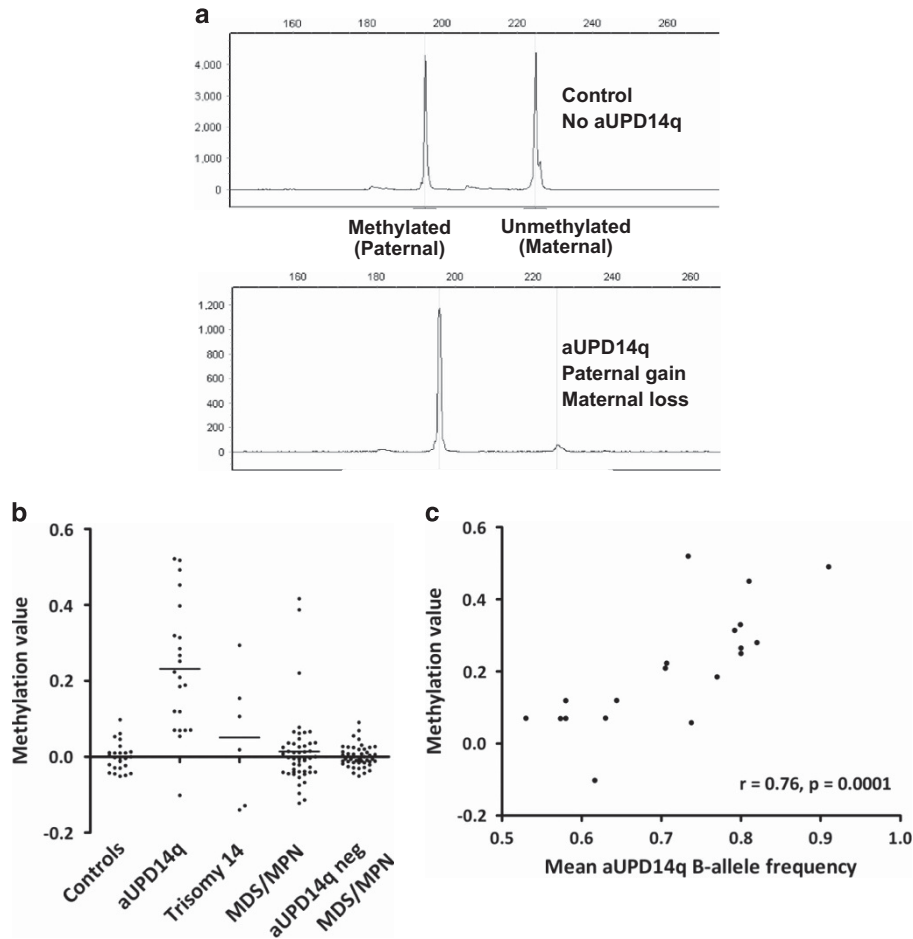 a
160 180 200 220 240 260
4,000
3,000
2,000
1,000
0
Control
No aUPD14q
Methylated
(Paternal)
Unmethylated
(Maternal)
160 180 200 220 240 260
1,200
1,000
800
600
400
200
0
aUPD14q
Paternal gain
Maternal loss
b
Methylation value
0.6
0.4
0.2
0.0
-0.2
Controls
aUPD14q
Trisomy 14
MDS/MPN
aUPD14q neg
MDS/MPN
c
Methylation value
0.6
0.4
0.2
0.0
-0.2
r = 0.76, p = 0.0001
0.5 0.6 0.7 0.8 0.9 1.0
Mean aUPD14q B-allele frequency